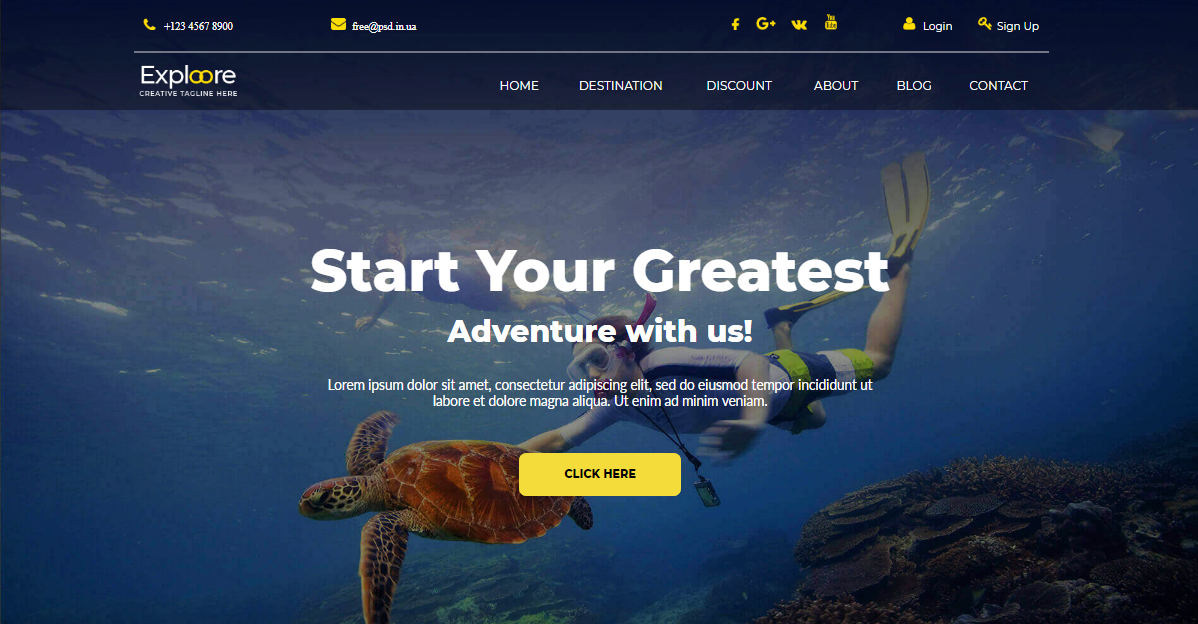 +123 4567 8900
free@psd.in.ua
You
Tube
Login
Sign Up
Exploore
CREATIVE TAGLINE HERE
HOME
DESTINATION
DISCOUNT
ABOUT
BLOG
CONTACT
Start Your Greatest
Adventure with us!
Lorem ipsum dolor sit amet, consectetur adipiscing elit, sed do eiusmod tempor incididunt ut
labore et dolore magna aliqua. Ut enim ad minim veniam.
CLICK HERE